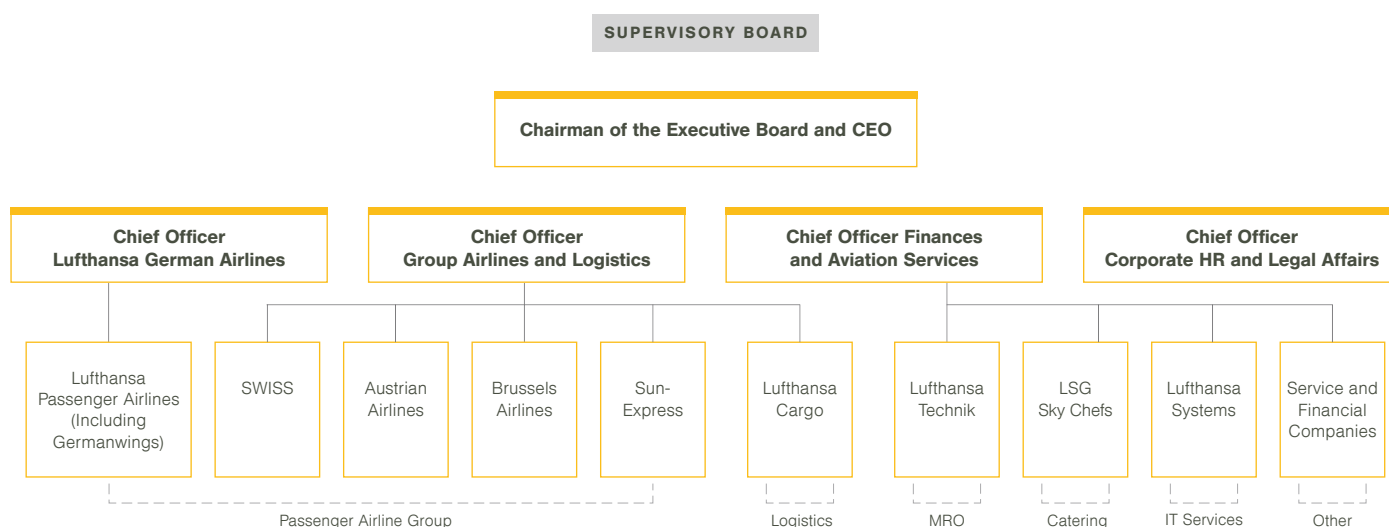 SUPERVISORY BOARD
Chairman of the Executive Board and CEO
Chief Officer
Lufthansa German Airlines
Chief Officer
Group Airlines and Logistics
Chief Officer Finances
and Aviation Services
Chief Officer
Corporate HR and Legal Affairs
Lufthansa
Passenger Airlines
(Including
Germanwings)
SWISS
Austrian
Airlines
Brussels
Airlines
Sun-
Express
Lufthansa
Cargo
Lufthansa
Technik
LSG
Sky Chefs
Lufthansa
Systems
Service and
Financial
Companies
Passenger Airline Group
Logistics
MRO
Catering
IT Services
Other